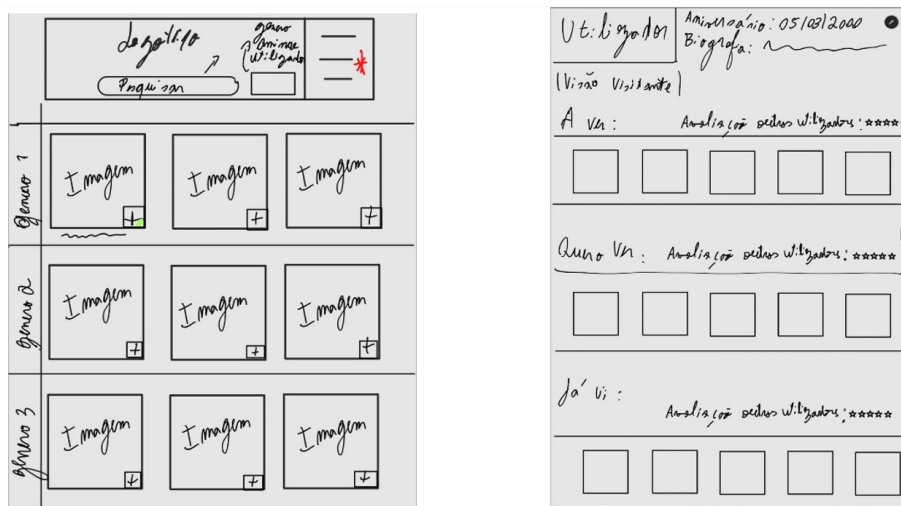 Logótipo
Género
Animes
Utilizador
Pesquisar
*
Género 1
Imagem
+
Imagem
+
Imagem
+
Género 2
Imagem
+
Imagem
+
Imagem
+
género 3
Imagem
+
Imagem
+
Imagem
+
Utilizador
Aniversário: 05/03/2000
Biografia:
(Visão Visitante)
A Ver:
Avaliação outros utilizadores: ☆☆☆☆
Quero Ver:
Avaliação outros utilizadores: ☆☆☆☆☆
Já Vi:
Avaliação outros utilizadores: ☆☆☆☆☆